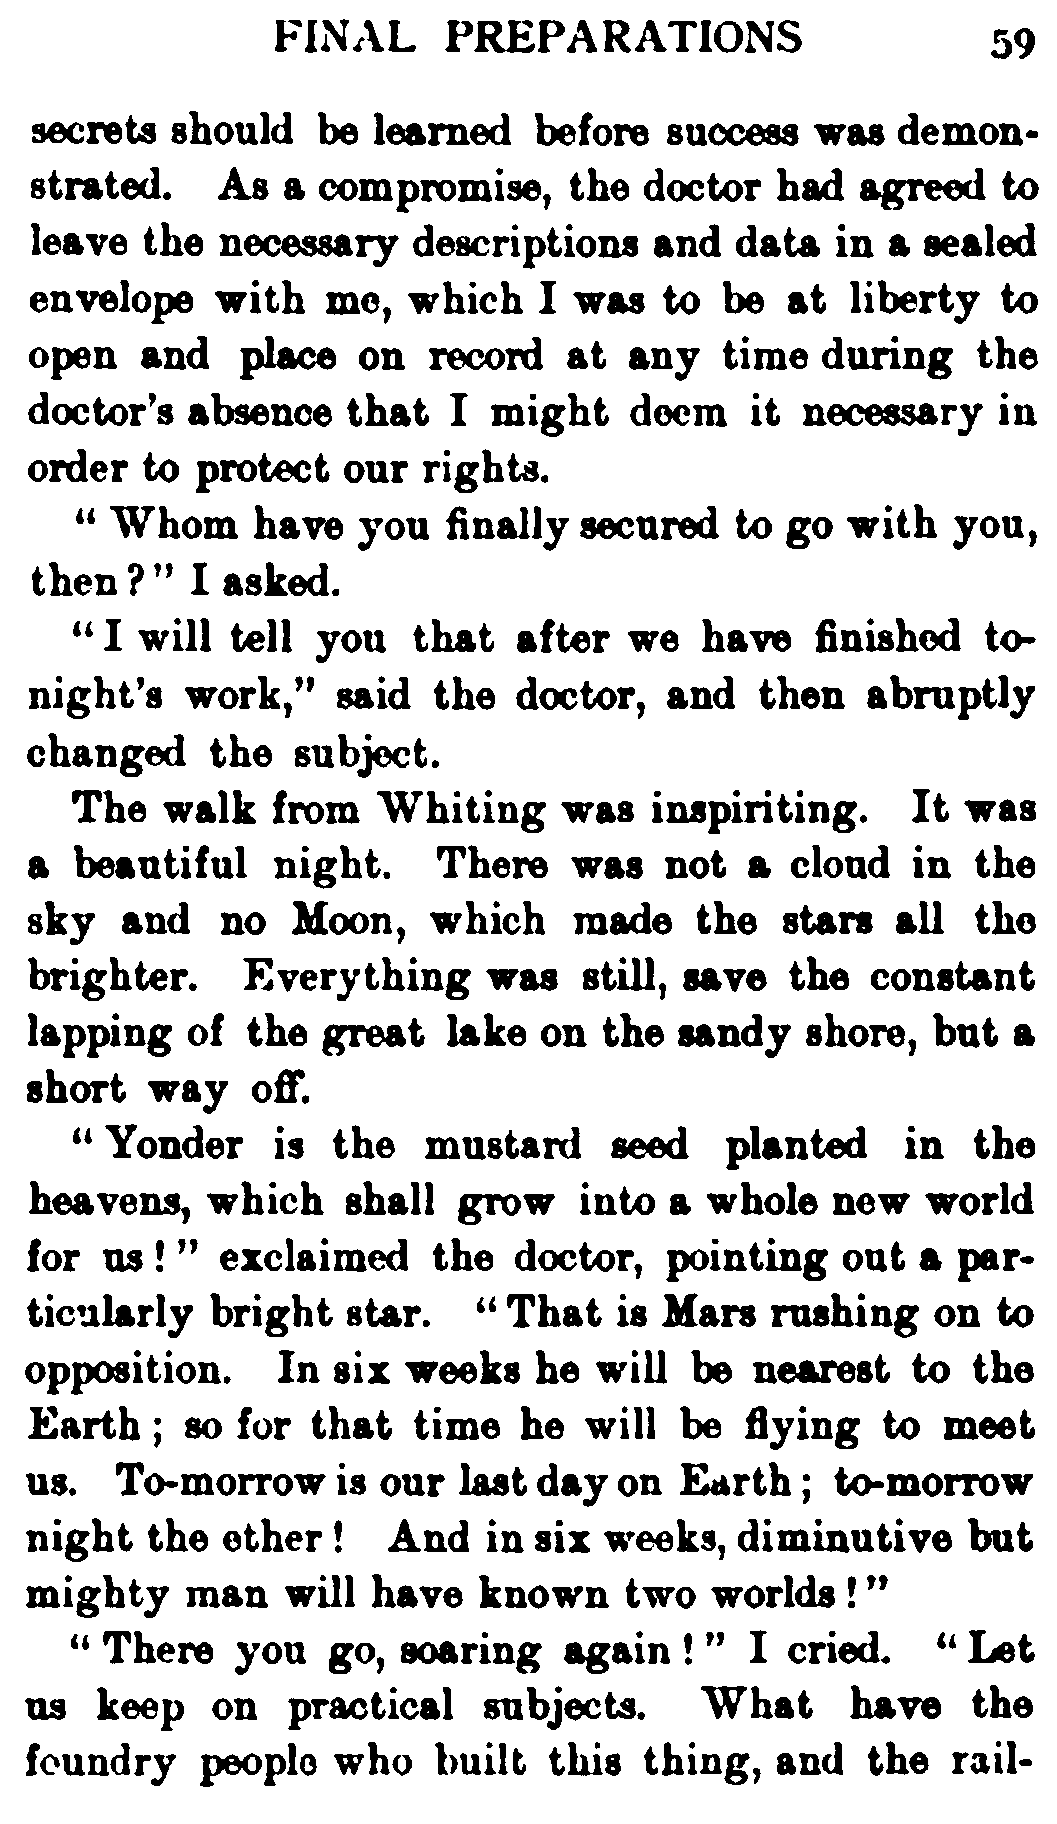 FINAL PREPARATIONS 59
secrets should be learned before success was demon-
strated. As a compromise, the doctor had agreed to
leave the necessary descriptions and data in a sealed
envelope with me, which I was to be at liberty to
open and place on record at any time during the
doctor's absence that I might deem it necessary in
order to protect our rights.
" Whom have you finally secured to go with you,
then?" I asked.
"I will tell you that after we have finished to-
night's work," said the doctor, and then abruptly
changed the subject.
The walk from Whiting was inspiriting. It was
a beautiful night. There was not a cloud in the
sky and no Moon, which made the stars all the
brighter. Everything was still, save the constant
lapping of the great lake on the sandy shore, but a
short way off.
" Yonder is the mustard seed planted in the
heavens, which shall grow into a whole new world
for us!" exclaimed the doctor, pointing out a par-
ticularly bright star. "That is Mars rushing on to
opposition. In six weeks he will be nearest to the
Earth; so for that time he will be flying to meet
us. To-morrow is our last day on Earth; to-morrow
night the ether! And in six weeks, diminutive but
mighty man will have known two worlds!"
" There you go, soaring again!" I cried. "Let
us keep on practical subjects. What have the
foundry people who built this thing, and the rail-